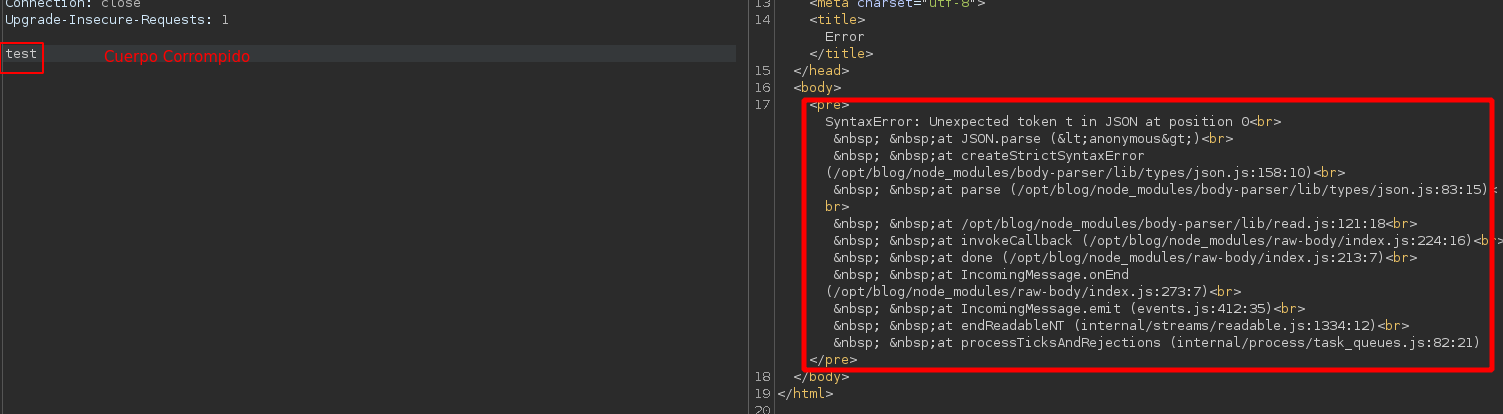 Connection: close
Upgrade-Insecure-Requests: 1
test
Cuerpo Corrompido
13 <meta charset="utf-8">
14 <title>
Error
</title>
15 </head>
16 <body>
17 <pre>
SyntaxError: Unexpected token t in JSON at position 0<br>
&nbsp; &nbsp;at JSON.parse (&lt;anonymous&gt;)<br>
&nbsp; &nbsp;at createStrictSyntaxError
(/opt/blog/node_modules/body-parser/lib/types/json.js:158:10)<br>
&nbsp; &nbsp;at parse (/opt/blog/node_modules/body-parser/lib/types/json.js:83:15)<
br>
&nbsp; &nbsp;at /opt/blog/node_modules/body-parser/lib/read.js:121:18<br>
&nbsp; &nbsp;at invokeCallback (/opt/blog/node_modules/raw-body/index.js:224:16)<br>
&nbsp; &nbsp;at done (/opt/blog/node_modules/raw-body/index.js:213:7)<br>
&nbsp; &nbsp;at IncomingMessage.onEnd
(/opt/blog/node_modules/raw-body/index.js:273:7)<br>
&nbsp; &nbsp;at IncomingMessage.emit (events.js:412:35)<br>
&nbsp; &nbsp;at endReadableNT (internal/streams/readable.js:1334:12)<br>
&nbsp; &nbsp;at processTicksAndRejections (internal/process/task_queues.js:82:21)
</pre>
18 </body>
19 </html>
20